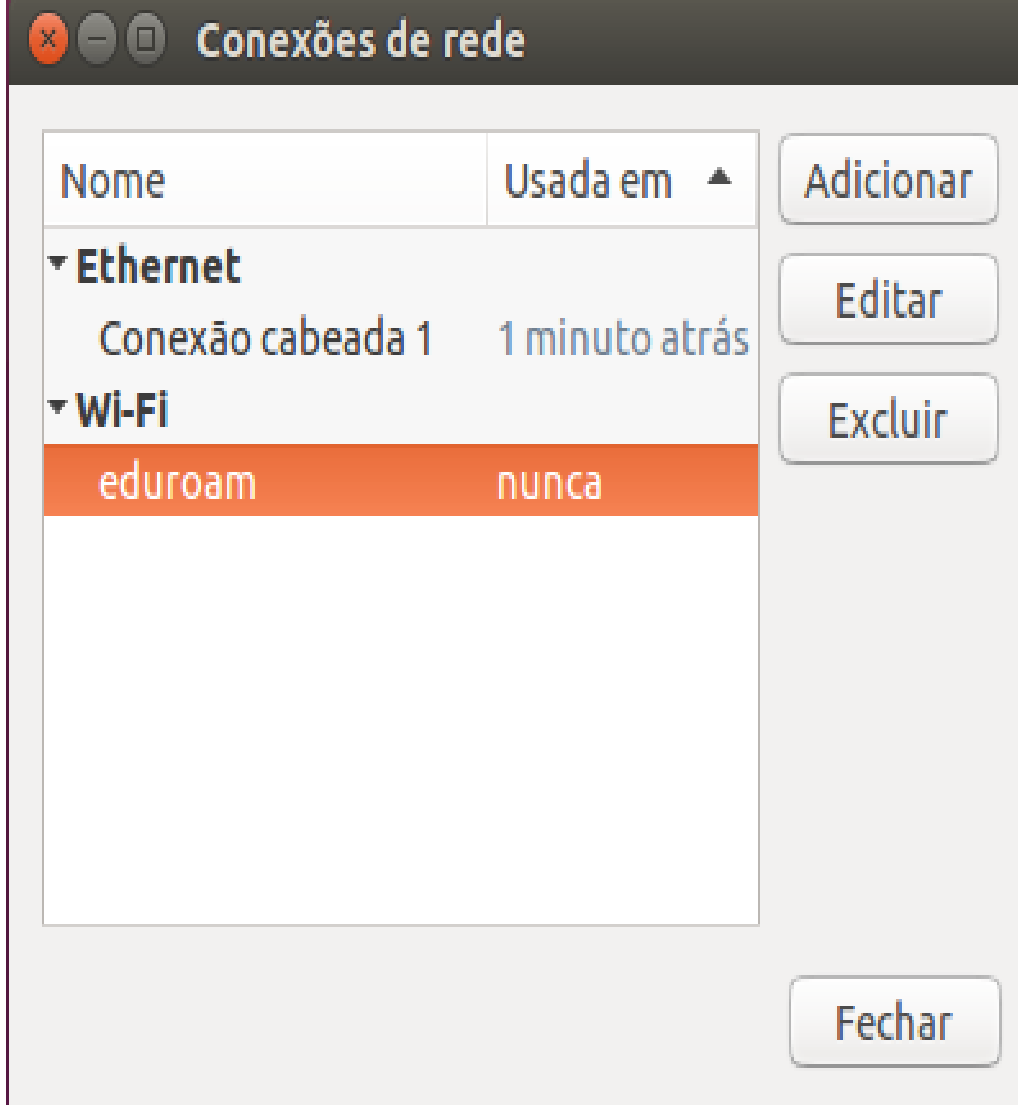 Conexões de rede
Nome Usada em
Ethernet
Conexão cabeada 1 1 minuto atrás
Wi-Fi
eduroam nunca
Adicionar
Editar
Excluir
Fechar